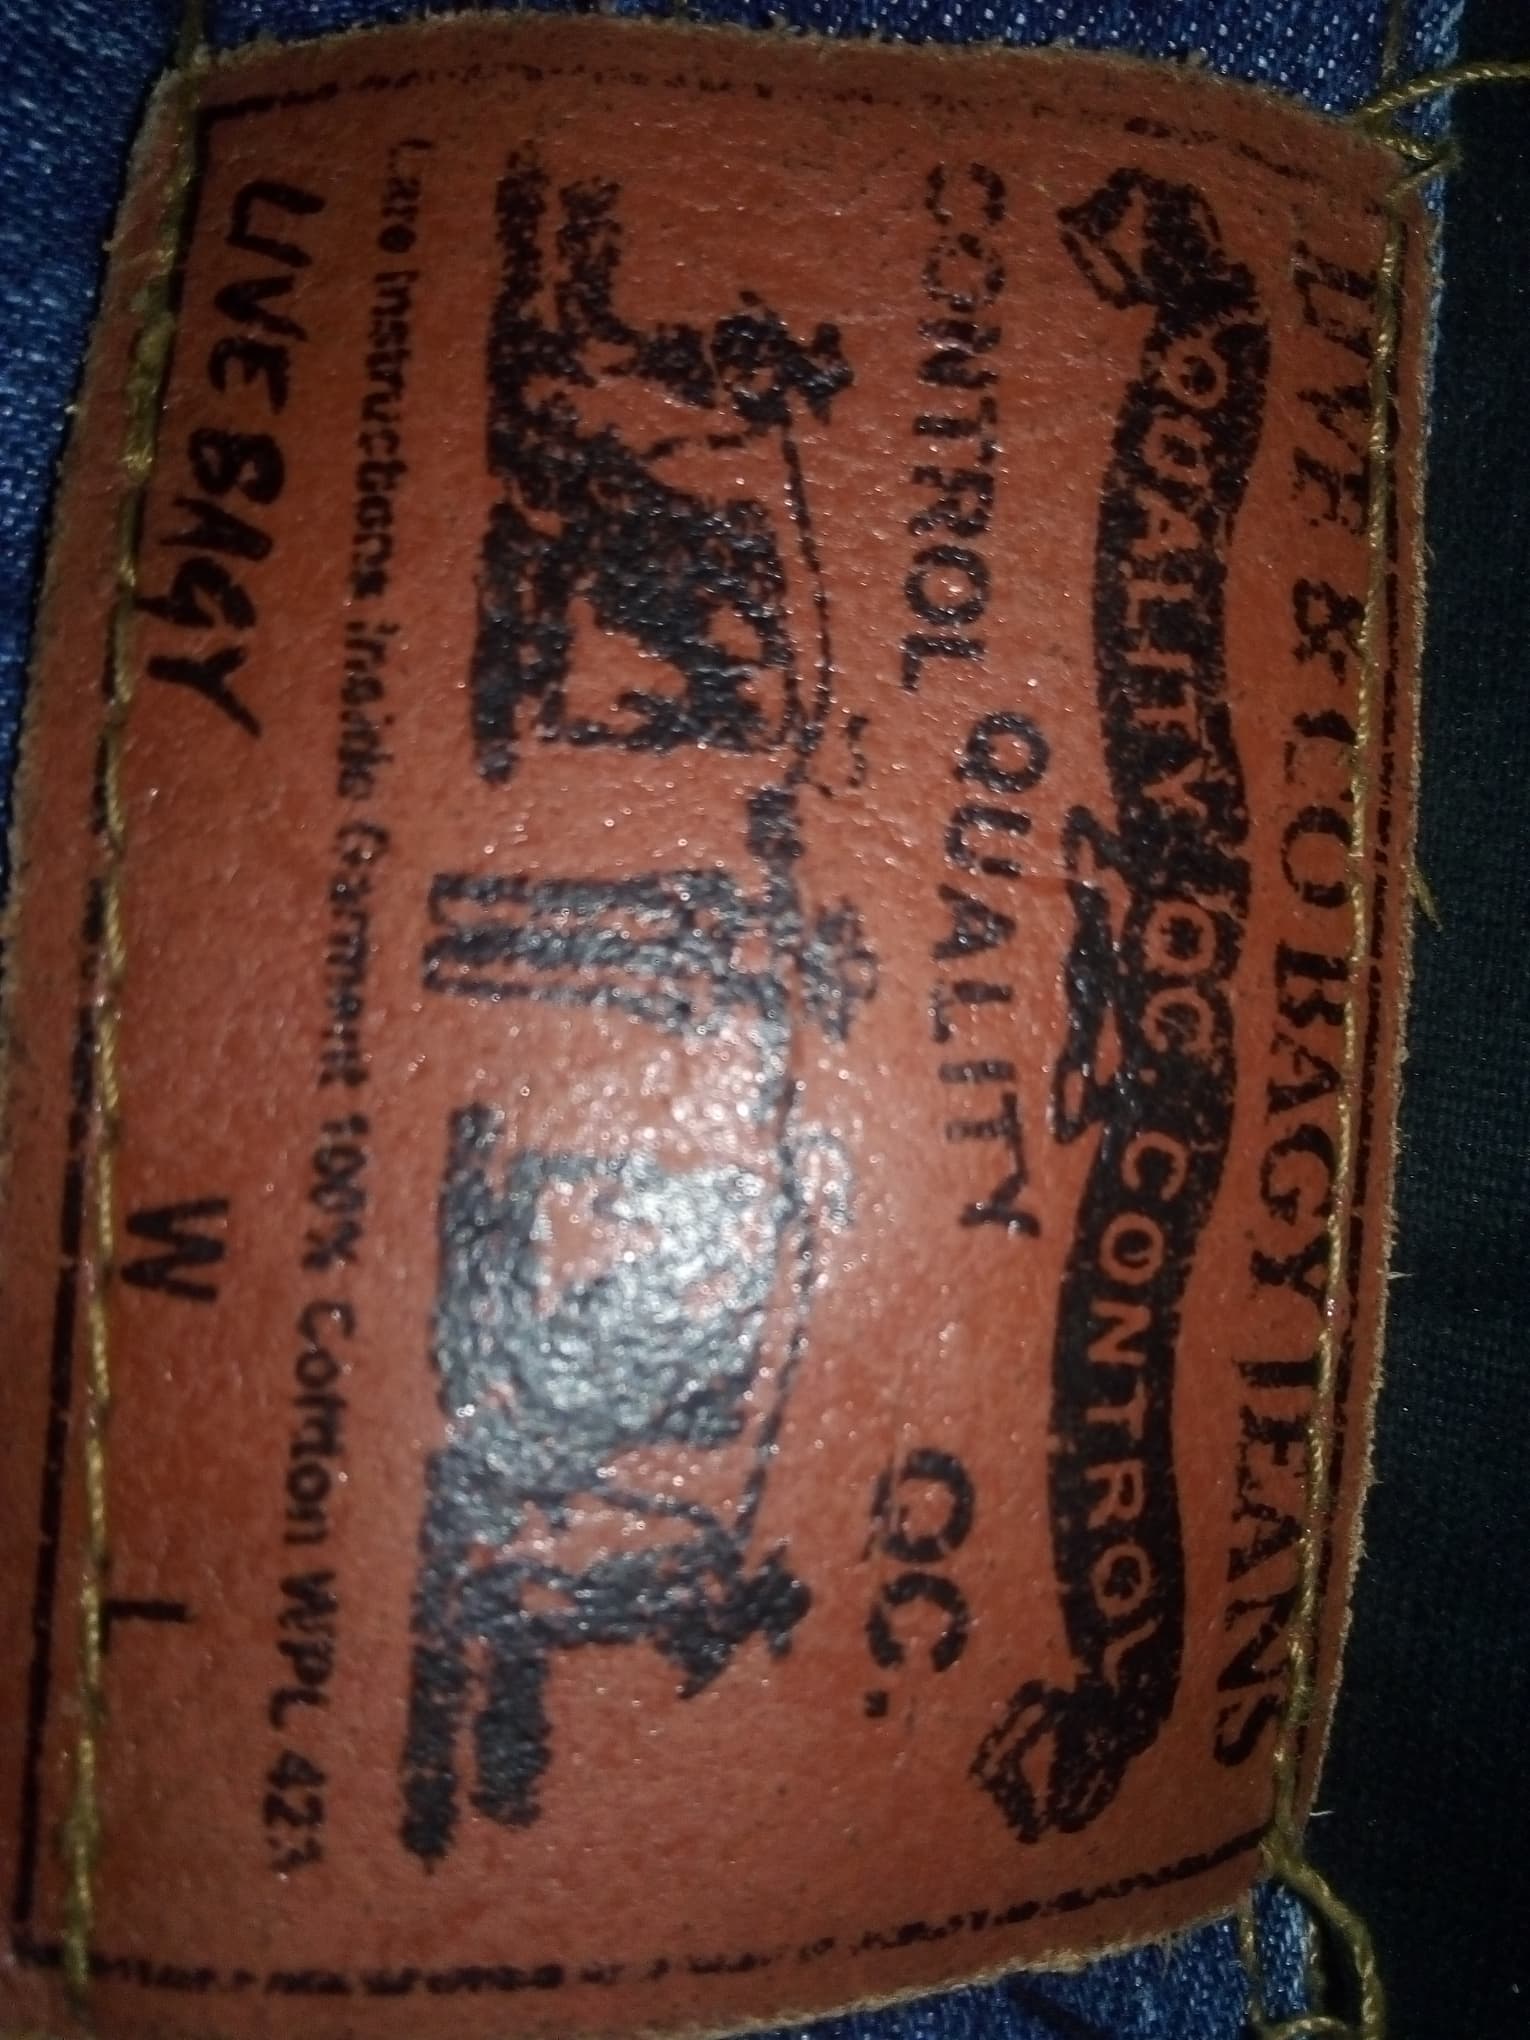 LIVE & CO BAGY JEANS
QUALITY QC CONTROL
CONTROL QUALITY QC."
Care Instructions inside Garment 100% Cotton WPL 423
LIVE BAGY W L